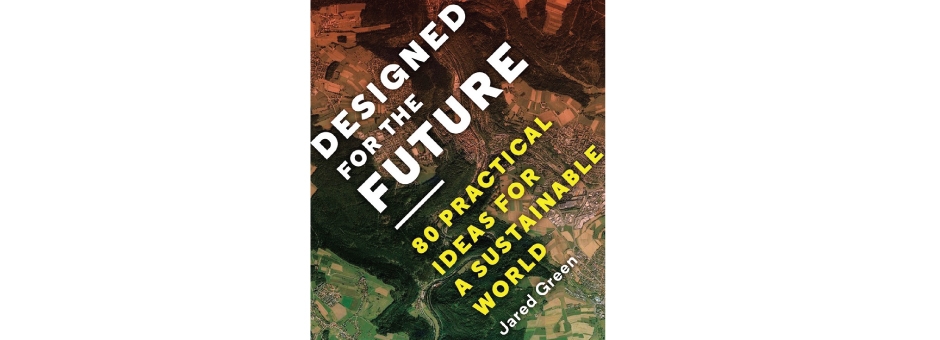 DESIGNED
FOR THE
FUTURE
80 PRACTICAL
IDEAS FOR
A SUSTAINABLE
WORLD
Jared Green